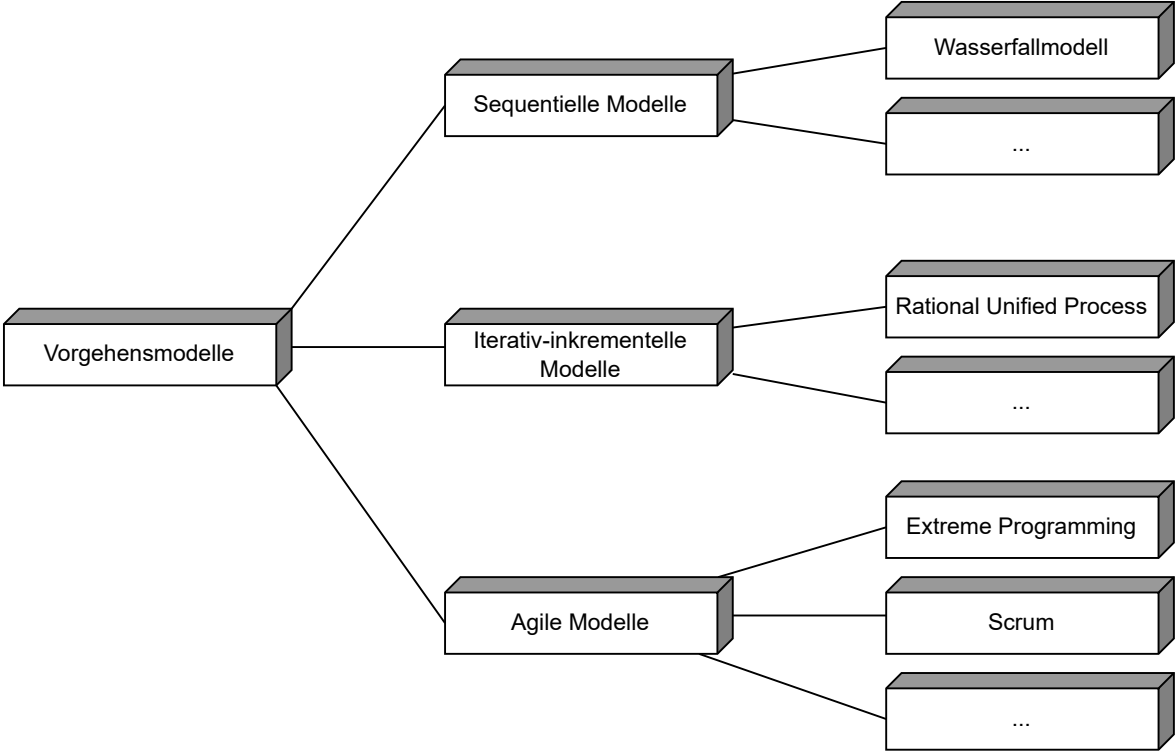 Wasserfallmodell
Sequentielle Modelle
...
Rational Unified Process
Vorgehensmodelle
Iterativ-inkrementelle
Modelle
...
Extreme Programming
Agile Modelle
Scrum
...